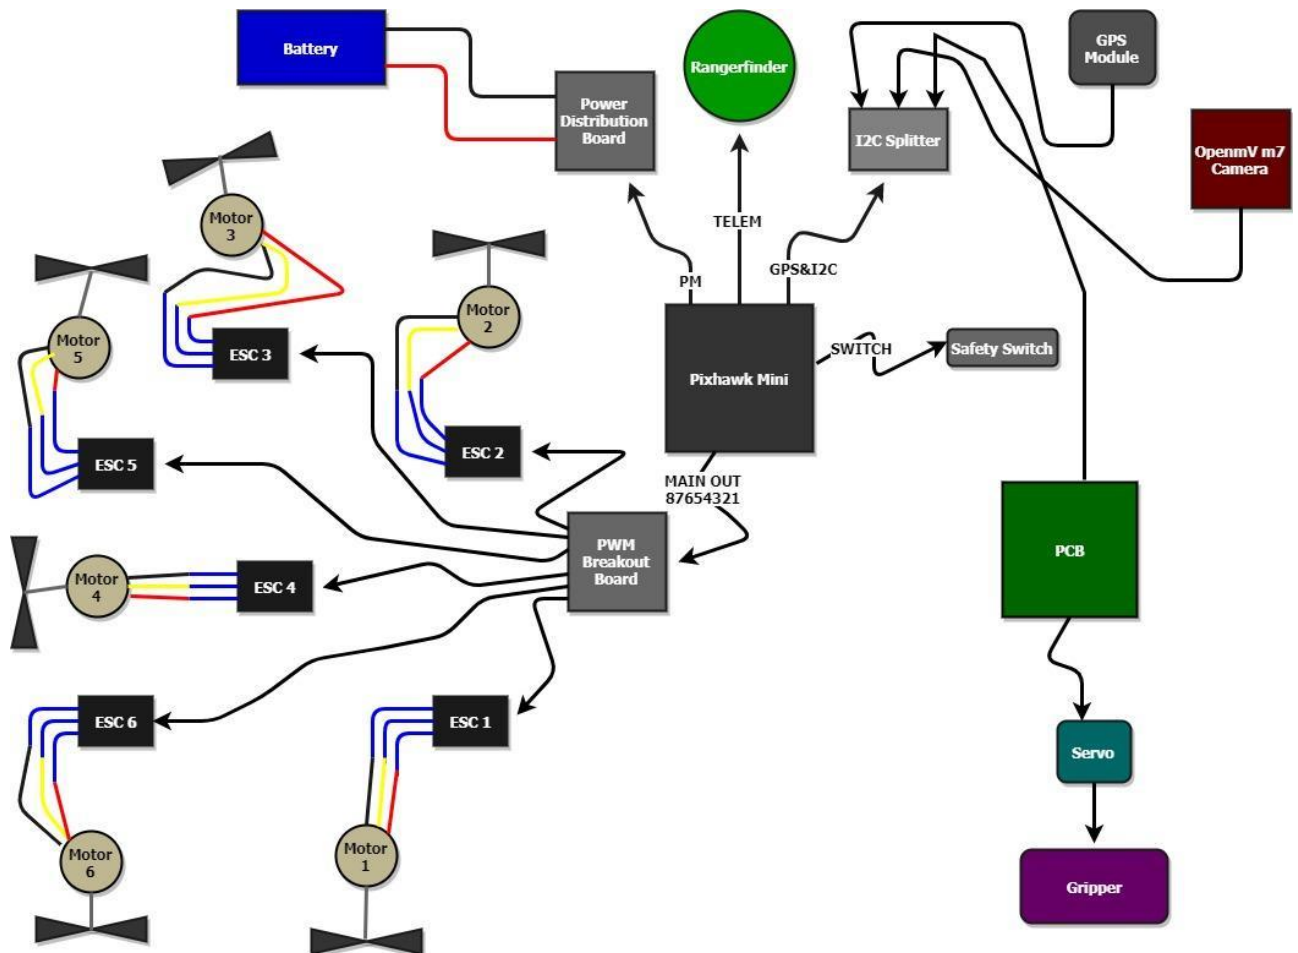 Battery
Power
Distribution
Board
Rangerfinder
I2C Splitter
GPS
Module
OpenmV m7
Camera
Motor
3
Motor
2
Motor
5
TELEM
GPS&I2C
PM
SWITCH
Safety Switch
Pixhawk Mini
ESC 3
ESC 2
ESC 5
MAIN OUT
87654321
PWM
Breakout
Board
PCB
Motor
4
ESC 4
ESC 6
ESC 1
Servo
Motor
6
Motor
1
Gripper